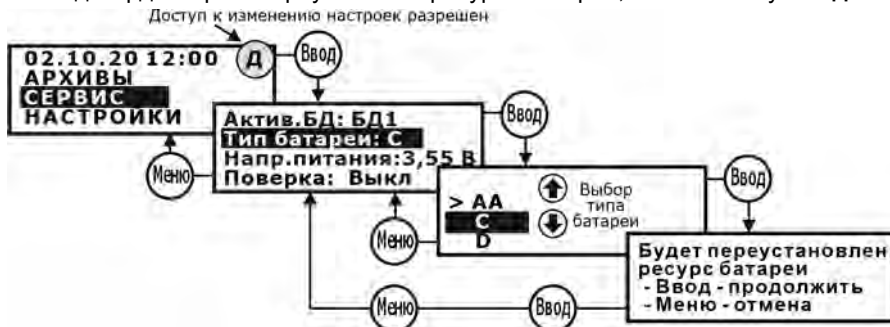 Доступ к изменению настроек разрешен
02.10.20 12:00
Д
Ввод
АРХИВЫ
СЕРВИС
НАСТРОЙКИ
Меню
Актив.БД: БД1
Тип батареи: C
Напр.питания:3,55 В
Поверка: Выкл
Ввод
Меню
> AA
C
D
Выбор
типа
батареи
Ввод
Будет переустановлен
ресурс батареи
- Ввод - продолжить
- Меню - отмена
Меню
Ввод